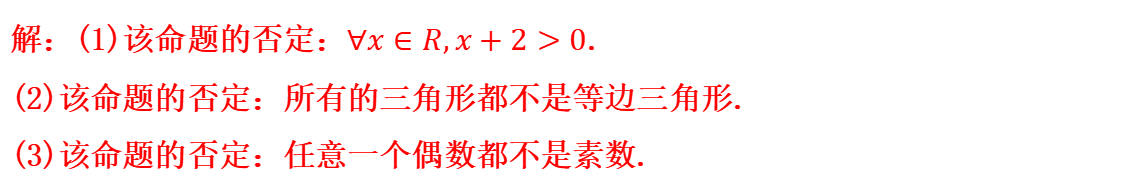 解：(1)该命题的否定：∀x ∈ R, x + 2 > 0.
(2)该命题的否定：所有的三角形都不是等边三角形.
(3)该命题的否定：任意一个偶数都不是素数.